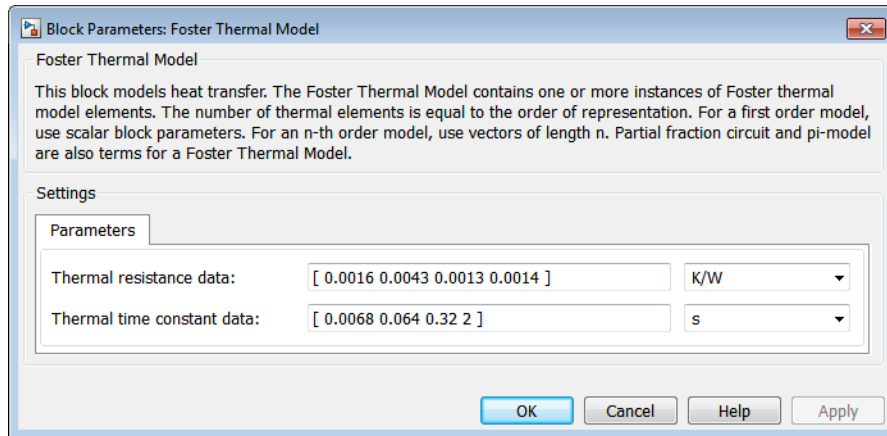 Block Parameters: Foster Thermal Model
Foster Thermal Model
This block models heat transfer. The Foster Thermal Model contains one or more instances of Foster thermal
model elements. The number of thermal elements is equal to the order of representation. For a first order model,
use scalar block parameters. For an n-th order model, use vectors of length n. Partial fraction circuit and pi-model
are also terms for a Foster Thermal Model.
Settings
Parameters
Thermal resistance data: [ 0.0016 0.0043 0.0013 0.0014 ] K/W
Thermal time constant data: [ 0.0068 0.064 0.32 2 ] s
OK Cancel Help Apply